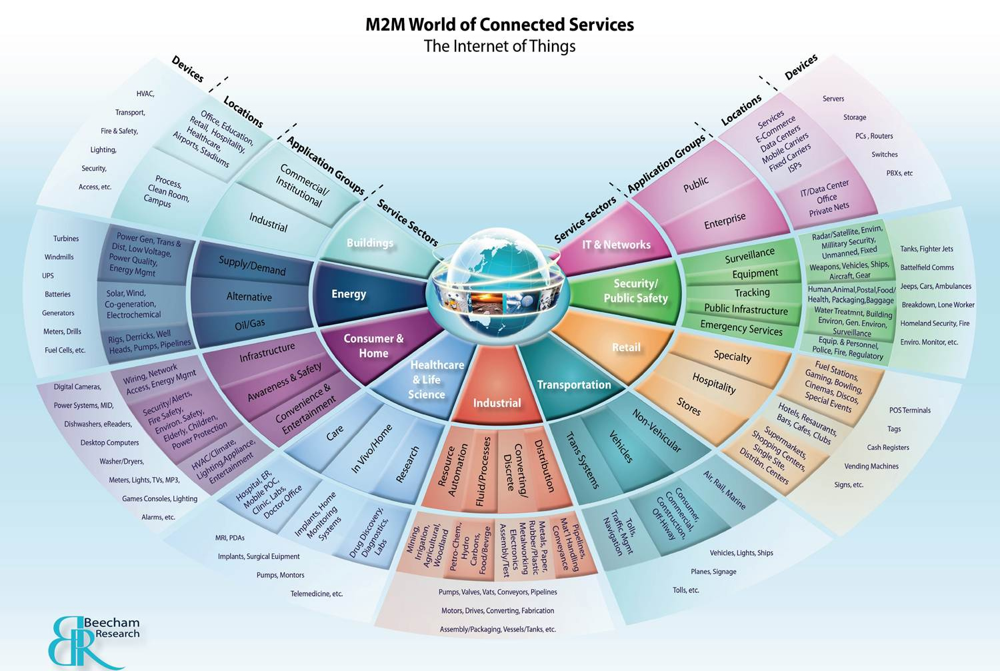 M2M World of Connected Services
The Internet of Things
Devices
Locations
Application Groups
Service Sectors
Devices
Locations
Application Groups
Service Sectors
Buildings
Commercial/
Institutional
Industrial
Office, Education,
Retail, Hospitality,
Healthcare,
Airports, Stadiums
Process,
Clean Room,
Campus
HVAC,
Transport,
Fire & Safety,
Lighting,
Security,
Access, etc.
Energy
Supply/Demand
Alternative
Oil/Gas
Power Gen, Trans &
Dist, Low Voltage,
Power Quality,
Energy Mgmt
Solar, Wind,
Co-generation,
Electrochemical
Rigs, Derricks, Well
Heads, Pumps, Pipelines
Turbines
Windmills
UPS
Batteries
Generators
Meters, Drills
Fuel Cells, etc.
Consumer &
Home
Infrastructure
Awareness & Safety
Convenience &
Entertainment
Wiring, Network
Access, Energy Mgmt
Security/Alerts,
Fire Safety,
Environ. Safety,
Elderly, Children,
Power Protection
HVAC/Climate,
Lighting,Appliance,
Entertainment
Digital Cameras,
Power Systems, MID,
Dishwashers, eReaders,
Desktop Computers
Washer/Dryers,
Meters, Lights, TVs, MP3,
Games Consoles, Lighting
Alarms, etc.
Healthcare
& Life
Science
Care
In Vivo/Home
Research
Hospital, ER,
Mobile POC,
Clinic, Labs,
Doctor Office
Implants, Home
Monitoring
Systems
Drug Discovery,
Diagnostics,
Labs
MRI, PDAs
Implants, Surgical Euipment
Pumps, Montors
Telemedicine, etc.
Industrial
Resource
Automation
Fluid/Processes
Converting/
Discrete
Distribution
Mining,
Irrigation,
Agricultural,
Woodland
Petro-Chem.,
Hydro
Carbons,
Food/Bevrge
Metals, Paper,
Rubber/Plastic
Metalworking
Electronics
Assembly/Test
Pipelines,
Mat'l Handling
Conveyance
Pumps, Valves, Vats, Conveyors, Pipelines
Motors, Drives, Converting, Fabrication
Assembly/Packaging, Vessels/Tanks, etc.
Transportation
Non-Vehicular
Vehicles
Trans Systems
Air, Rail, Marine
Consumer,
Commercial,
Construction,
Off-Hiway
Tolls,
Traffic Mgmt
Navigation
Vehicles, Lights, Ships
Planes, Signage
Tolls, etc.
Retail
Specialty
Hospitality
Stores
Fuel Stations,
Gaming, Bowling,
Cinemas, Discos,
Special Events
Hotels, Resaurants,
Bars, Cafes, Clubs
Supermarkets,
Shopping Centers,
Single Site,
Distribn. Centers
POS Terminals
Tags
Cash Registers
Vending Machines
Signs, etc.
Security/
Public Safety
Surveillance
Equipment
Tracking
Public Infrastructure
Emergency Services
Radar/Satellite, Envim,
Millitary Security,
Unmanned, Fixed
Weapons, Vehicles, Ships,
Aircraft, Gear
Human,Animal,Postal,Food/
Health, Packaging,Baggage
Water Treatmnt, Building
Environ, Gen. Environ,
Surveillance
Equip. & Personnel,
Police, Fire, Regulatory
Tanks, Fighter Jets
Battelfield Comms
Jeeps, Cars, Ambulances
Breakdown, Lone Worker
Homeland Security, Fire
Enviro. Monitor, etc.
IT & Networks
Public
Enterprise
Services
E-Commerce
Data Centers
Mobile Carriers
Fixed Carriers
ISPs
IT/Data Center
Office
Private Nets
Servers
Storage
PCs , Routers
Switches
PBXs, etc
BR
Beecham
Research